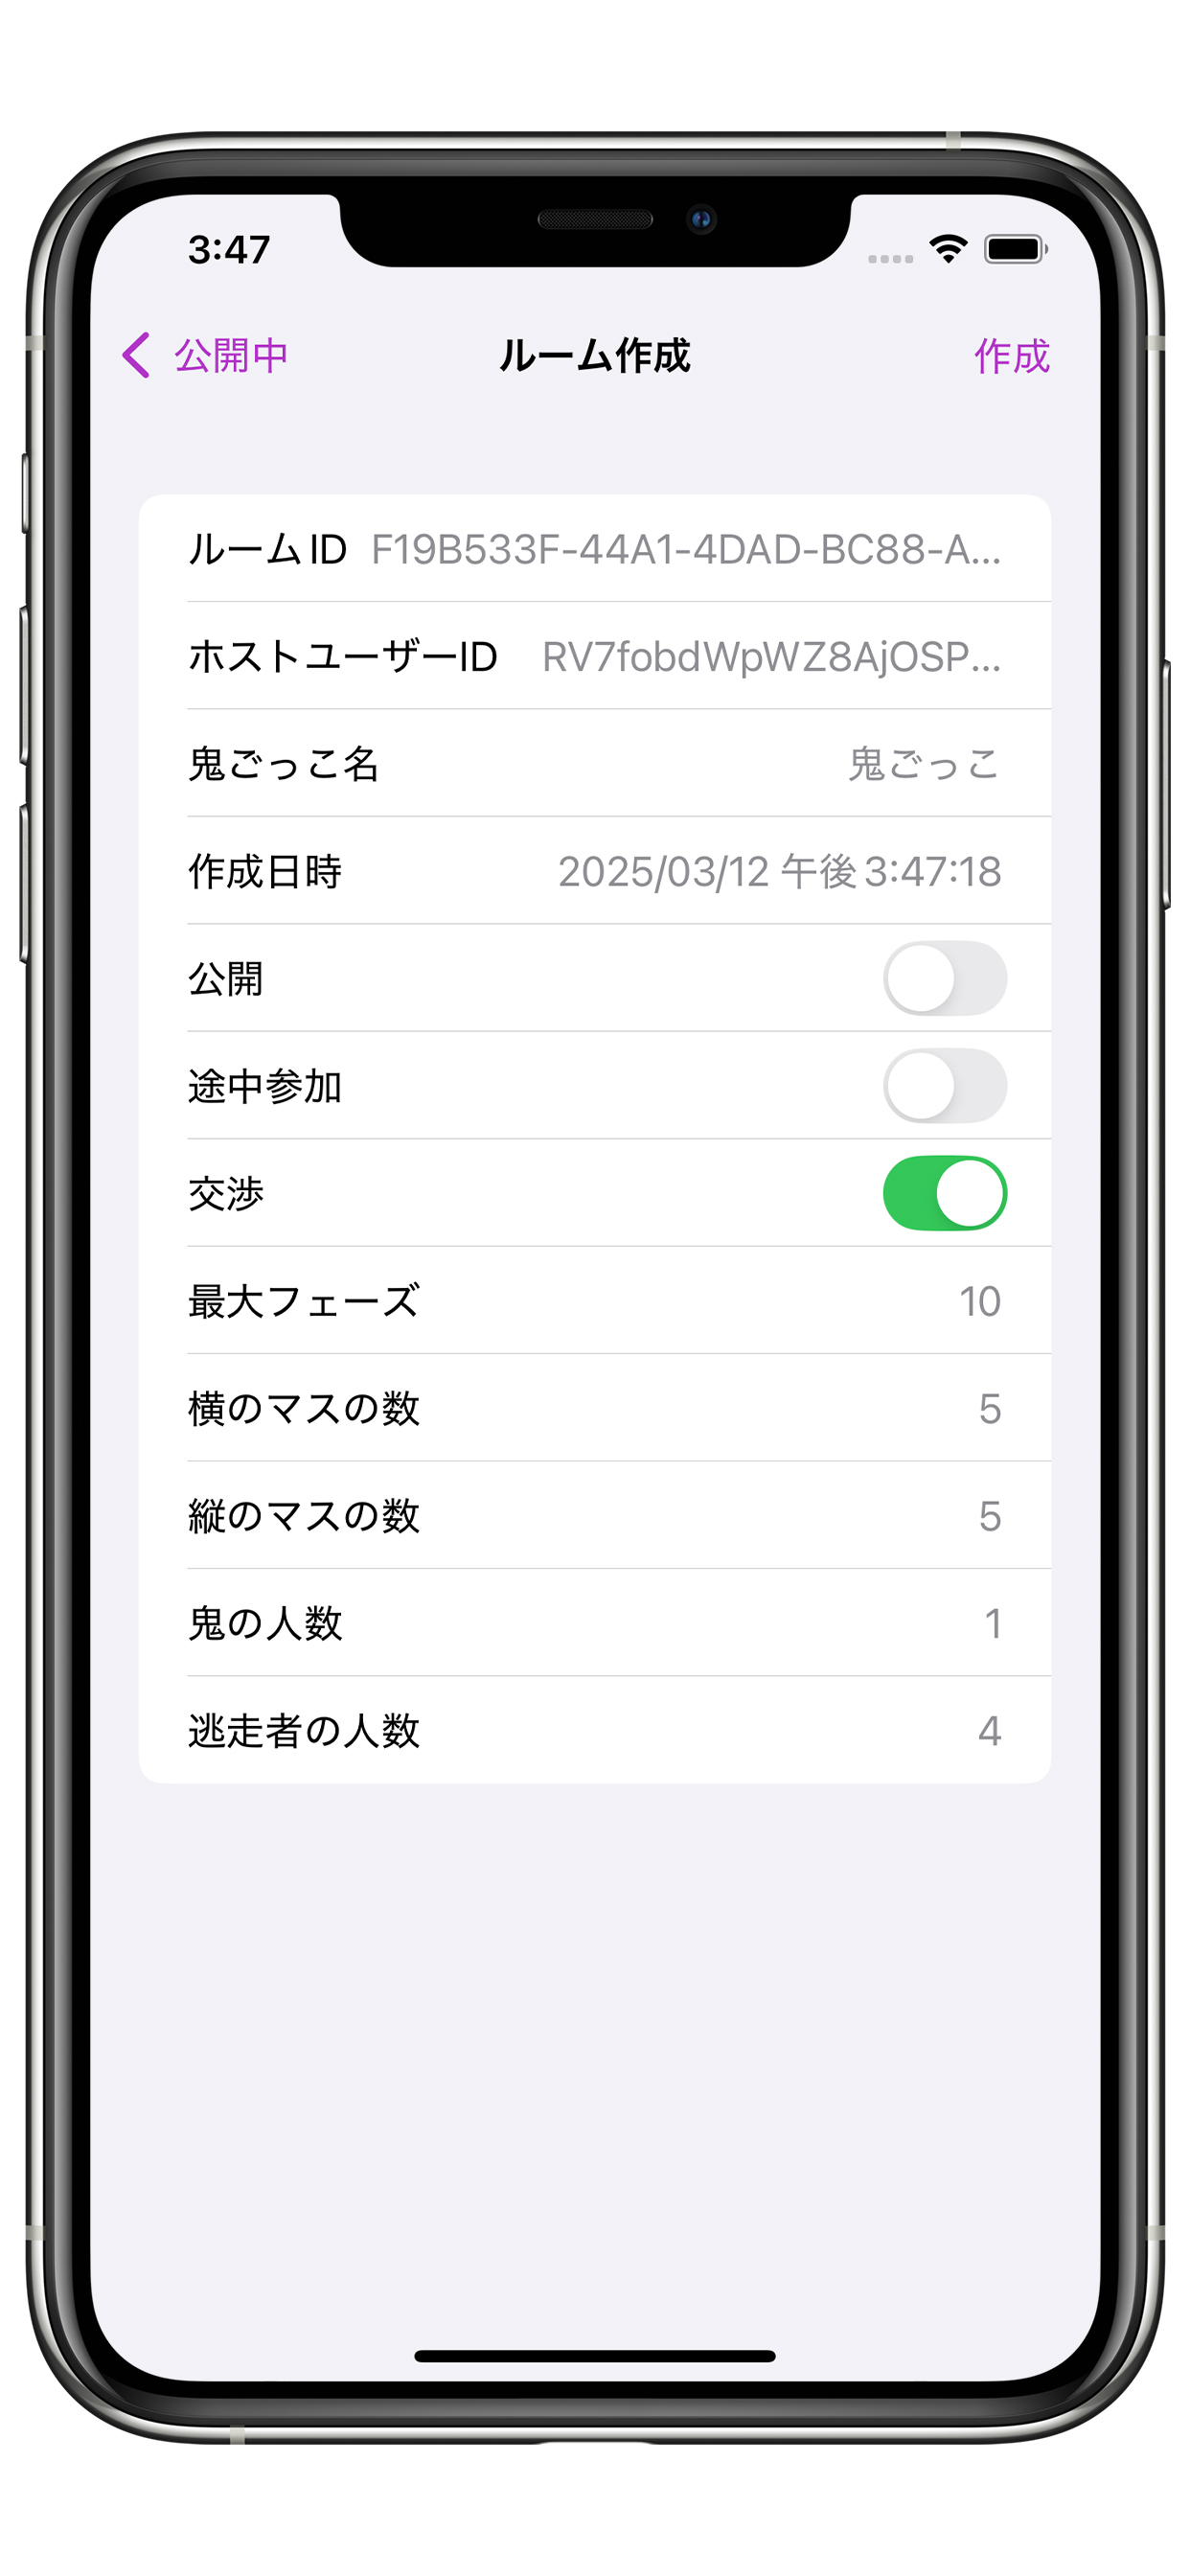 3:47
公開中 ルーム作成 作成
ルームID F19B533F-44A1-4DAD-BC88-A...
ホストユーザーID RV7fobdWpWZ8AjOSP...
鬼ごっこ名 鬼ごっこ
作成日時 2025/03/12 午後3:47:18
公開
途中参加
交渉
最大フェーズ 10
横のマスの数 5
縦のマスの数 5
鬼の人数 1
逃走者の人数 4